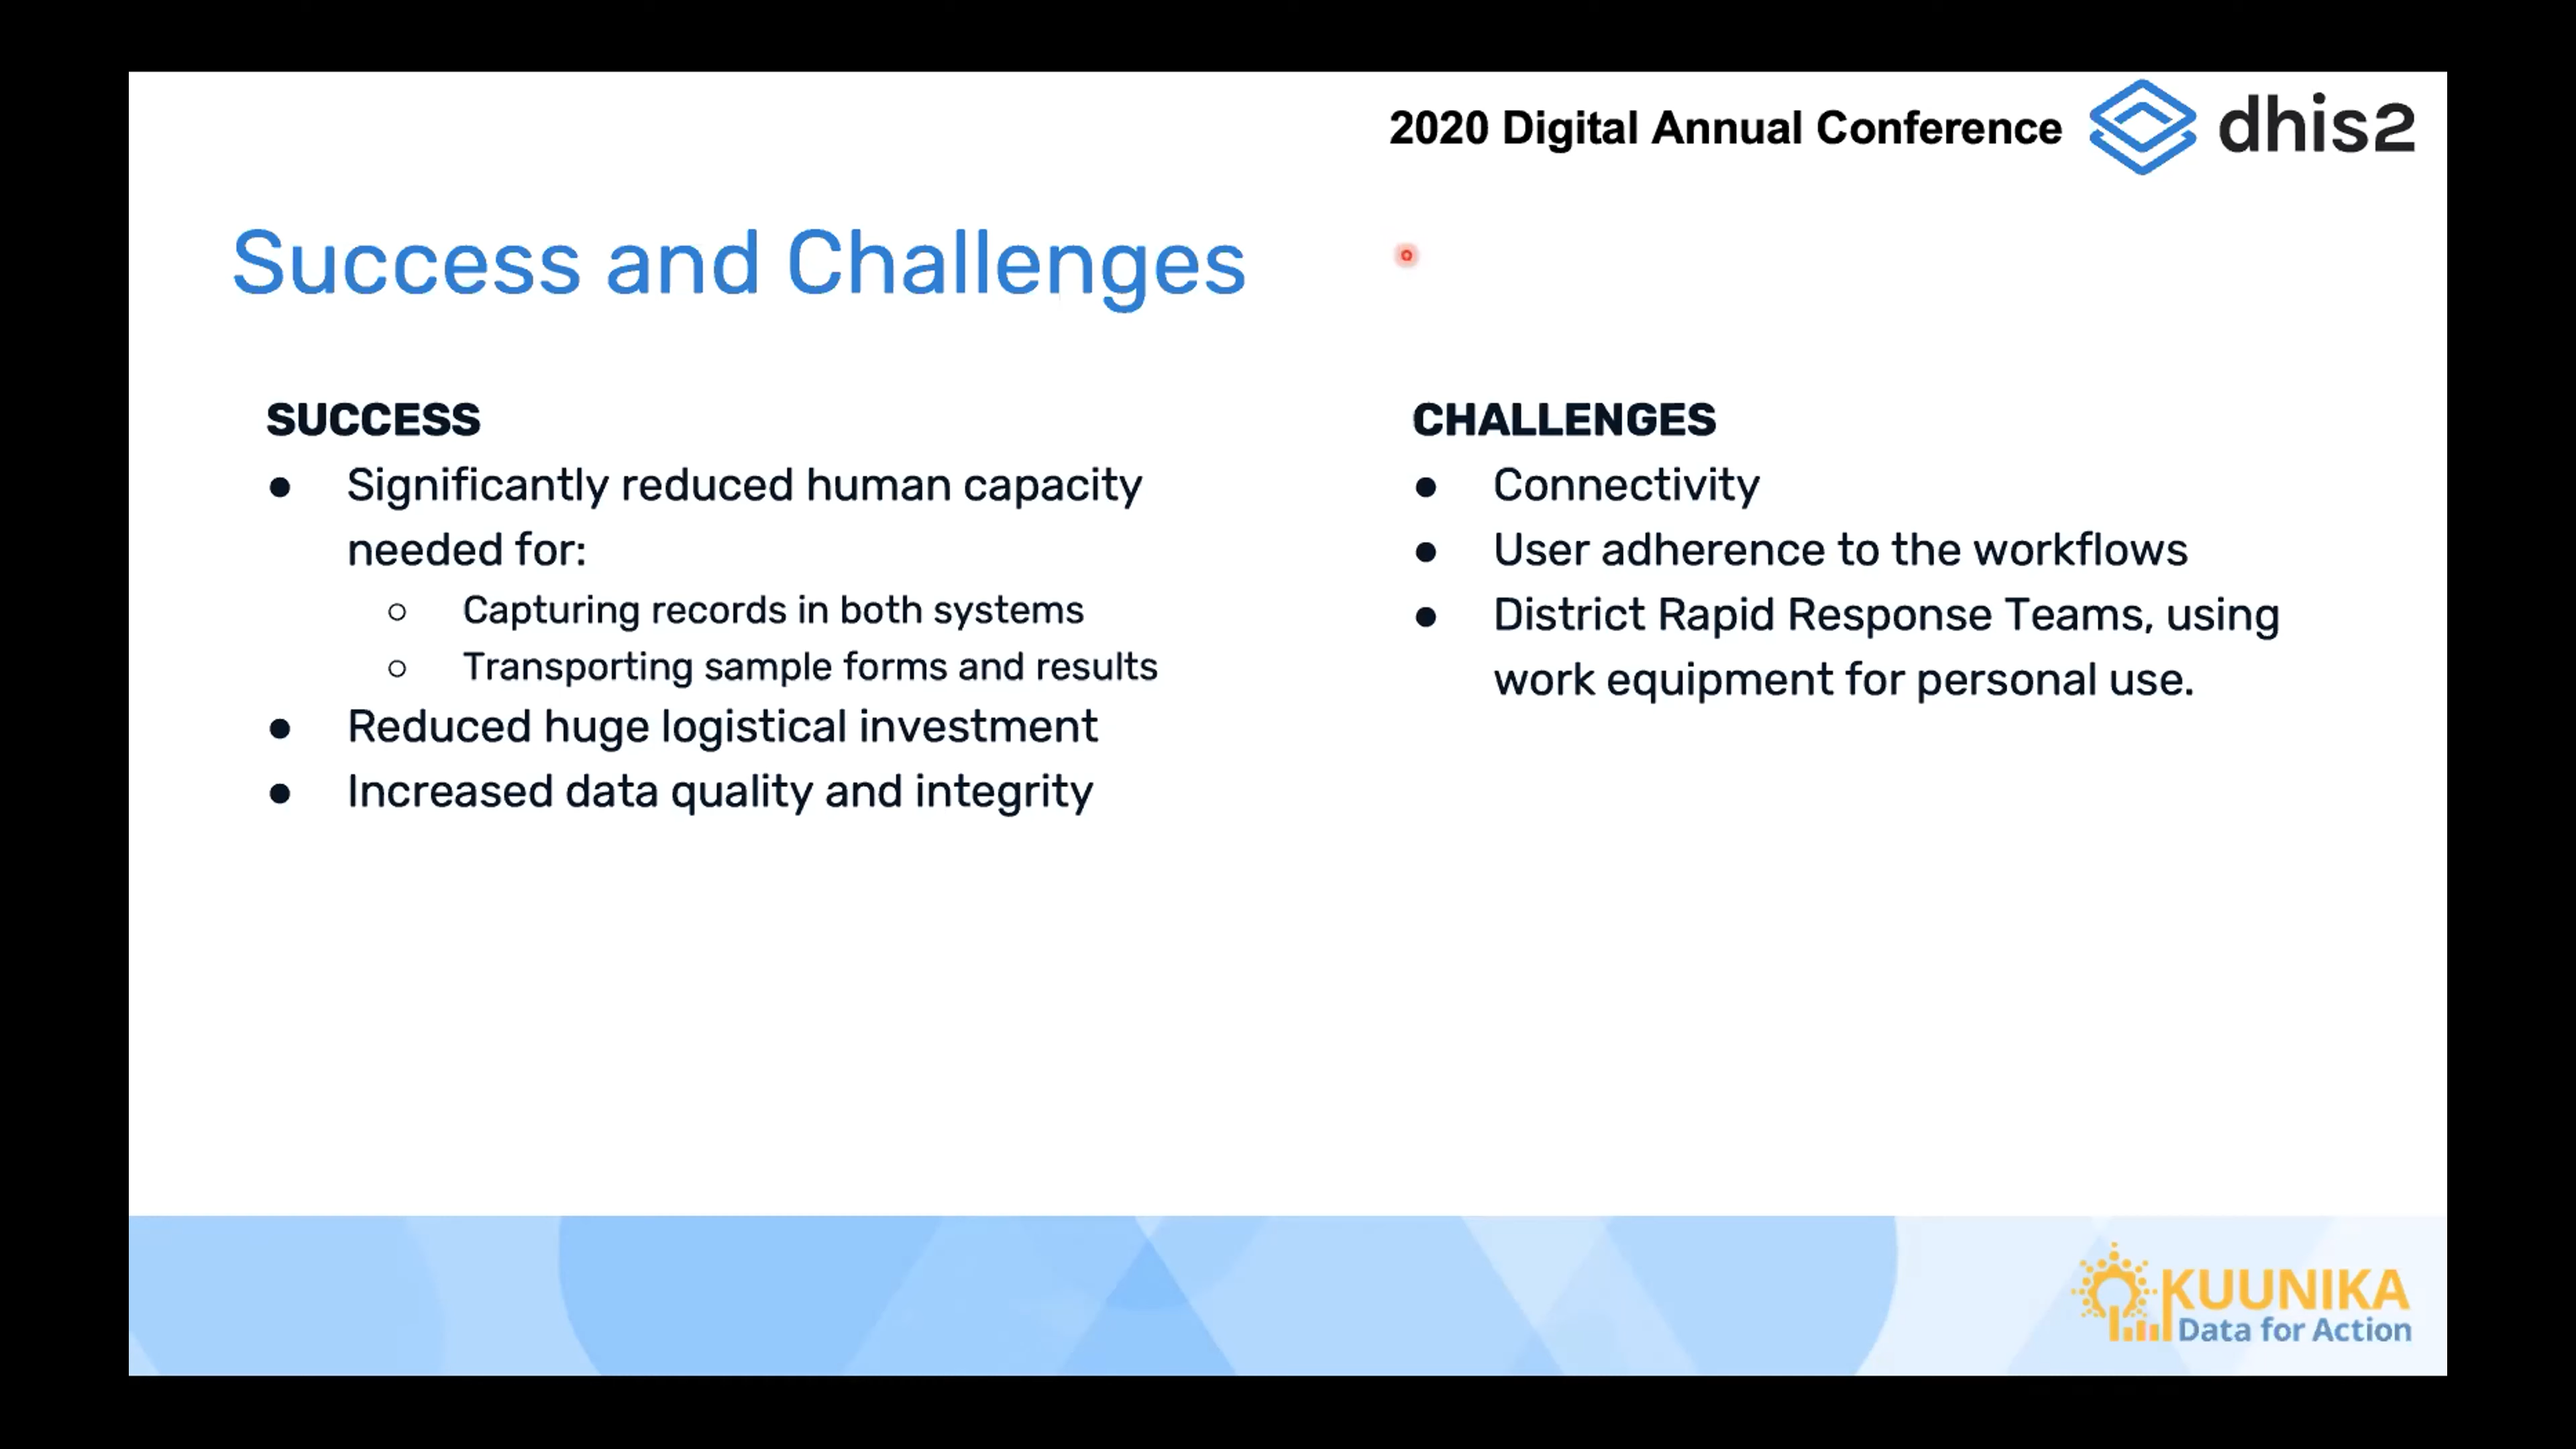 2020 Digital Annual Conference
dhis2
Success and Challenges
SUCCESS
● Significantly reduced human capacity
needed for:
○ Capturing records in both systems
○ Transporting sample forms and results
● Reduced huge logistical investment
● Increased data quality and integrity
CHALLENGES
● Connectivity
● User adherence to the workflows
● District Rapid Response Teams, using
work equipment for personal use.
KUUNIKA
Data for Action